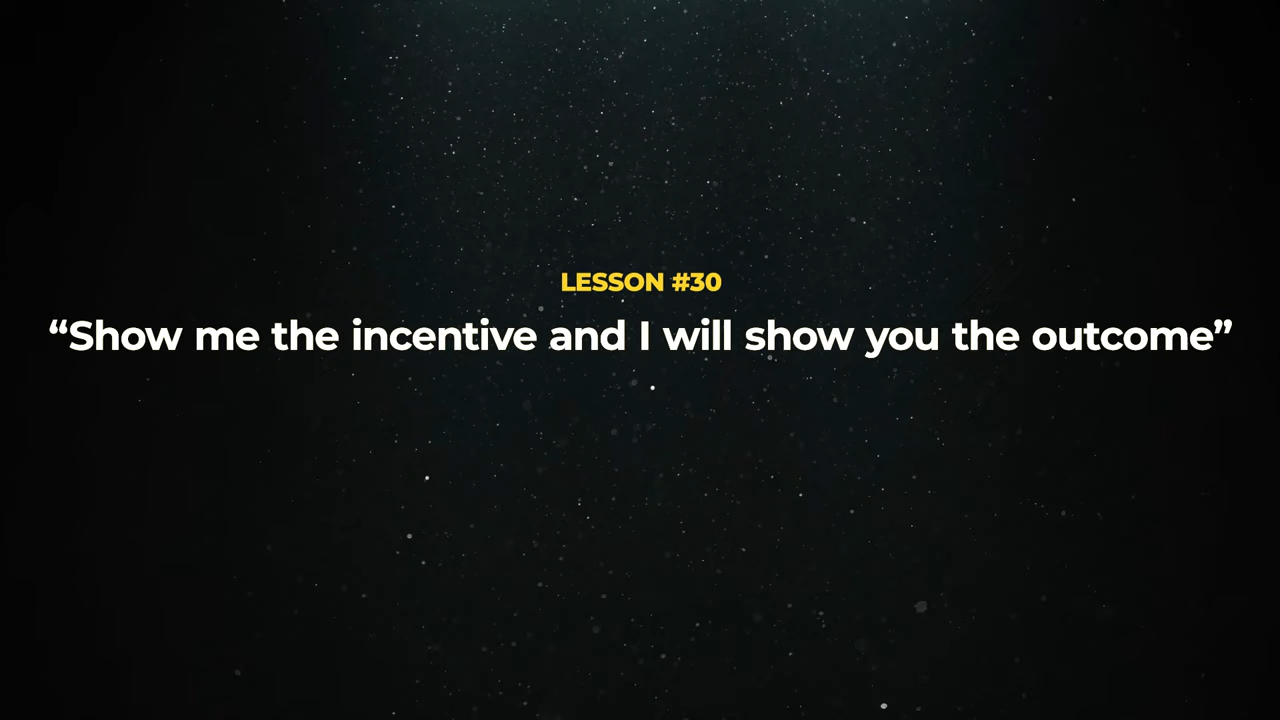 LESSON #30
“Show me the incentive and I will show you the outcome”